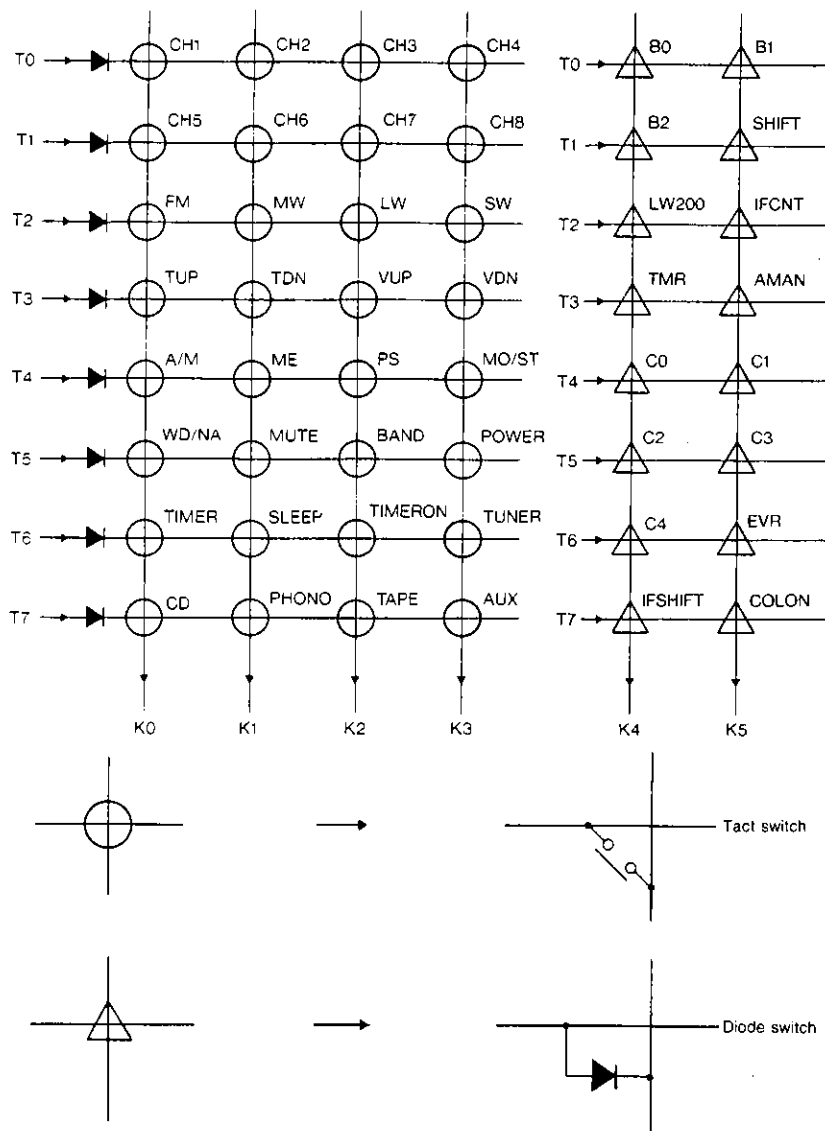 CH1 CH2 CH3 CH4 B0 B1
T0 T0
CH5 CH6 CH7 CH8 B2 SHIFT
T1 T1
FM MW LW SW LW200 IFCNT
T2 T2
TUP TDN VUP VDN TMR AMAN
T3 T3
A/M ME PS MO/ST C0 C1
T4 T4
WD/NA MUTE BAND POWER C2 C3
T5 T5
TIMER SLEEP TIMERON TUNER C4 EVR
T6 T6
CD PHONO TAPE AUX IFSHIFT COLON
T7 T7
K0 K1 K2 K3 K4 K5
Tact switch
Diode switch